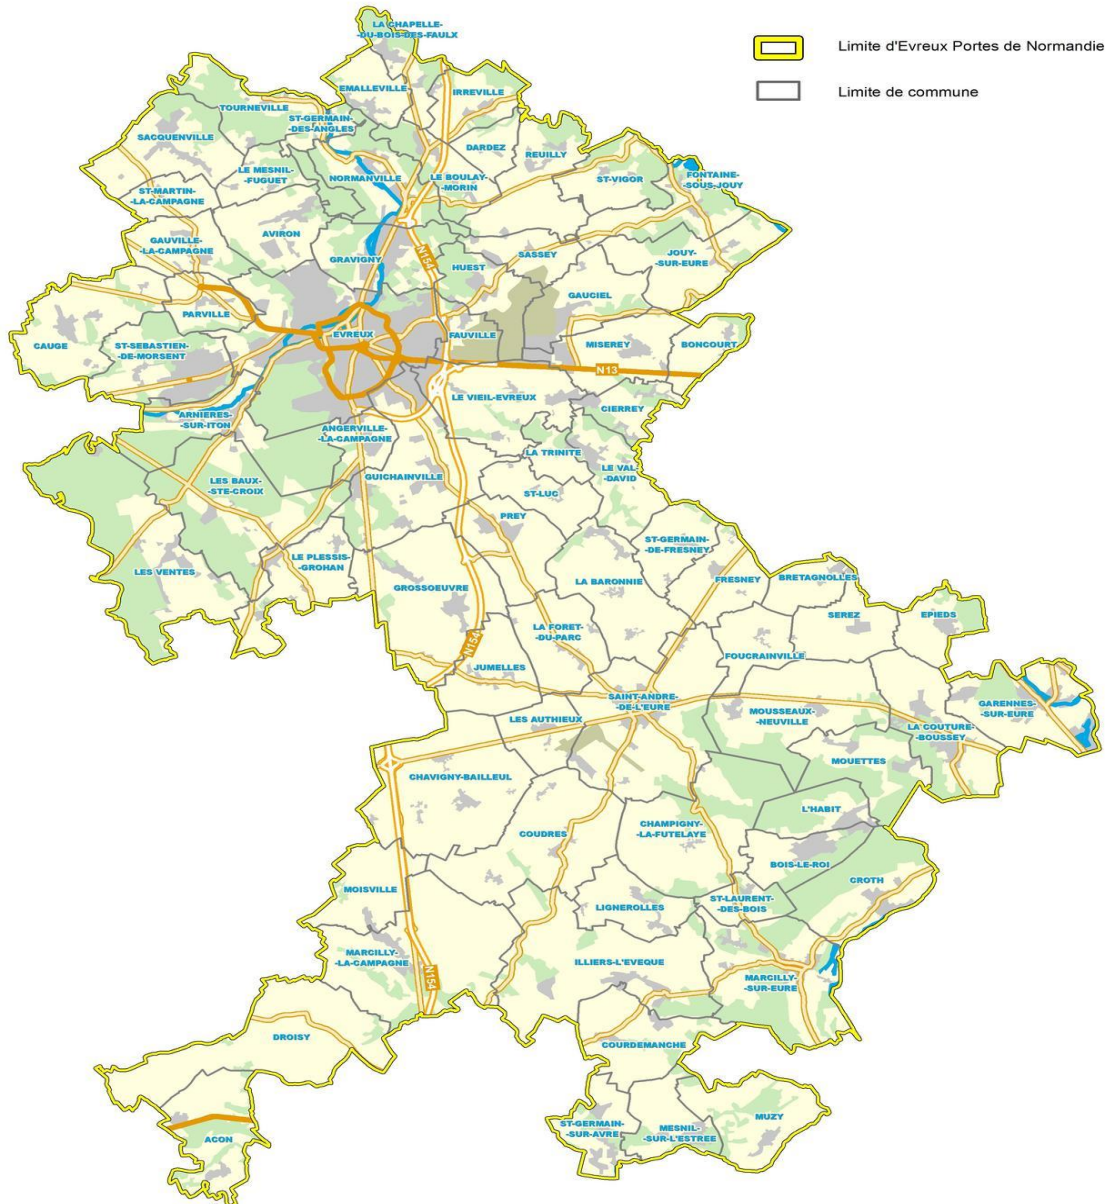 Limite d'Evreux Portes de Normandie
Limite de commune
LA CHAPELLE-
-DU-BOIS-DES-FAULX
EMALLEVILLE
IRREVILLE
TOURNEVILLE
ST-GERMAIN-
-DES-ANGLES
SACQUENVILLE
DARDEZ
REUILLY
LE MESNIL-
-FUGUET
NORMANVILLE
LE BOULAY-
-MORIN
ST-VIGOR
FONTAINE-
-SOUS-JOUY
ST-MARTIN-
-LA-CAMPAGNE
AVIRON
GAUVILLE-
-LA-CAMPAGNE
GRAVIGNY
N154
HUEST
SASSEY
JOUY-
-SUR-EURE
GAUCIEL
PARVILLE
EVREUX
FAUVILLE
CAUGE
ST-SEBASTIEN-
-DE-MORSENT
MISEREY
BONCOURT
N13
LE VIEIL-EVREUX
CIERREY
ARNIERES-
-SUR-ITON
ANGERVILLE-
-LA-CAMPAGNE
LA TRINITE
LE VAL-
-DAVID
GUICHAINVILLE
LES BAUX-
-STE-CROIX
ST-LUC
PREY
ST-GERMAIN-
-DE-FRESNEY
LES VENTES
LE PLESSIS-
-GROHAN
GROSSOEUVRE
LA BARONNIE
FRESNEY
BRETAGNOLLES
SEREZ
EPIEDS
LA FORET-
-DU-PARC
N154
FOUCRAINVILLE
JUMELLES
SAINT-ANDRE-
-DE-L'EURE
LES AUTHIEUX
MOUSSEAUX-
-NEUVILLE
GARENNES-
-SUR-EURE
LA COUTURE-
-BOUSSEY
MOUETTES
CHAVIGNY-BAILLEUL
L'HABIT
COUDRES
CHAMPIGNY-
-LA-FUTELAYE
BOIS-LE-ROI
CROTH
MOISVILLE
ST-LAURENT-
-DES-BOIS
LIGNEROLLES
MARCILLY-
-LA-CAMPAGNE
N154
ILLIERS-L'EVEQUE
MARCILLY-
-SUR-EURE
DROISY
COURDEMANCHE
ACON
ST-GERMAIN-
-SUR-AVRE
MESNIL-
-SUR-L'ESTREE
MUZY